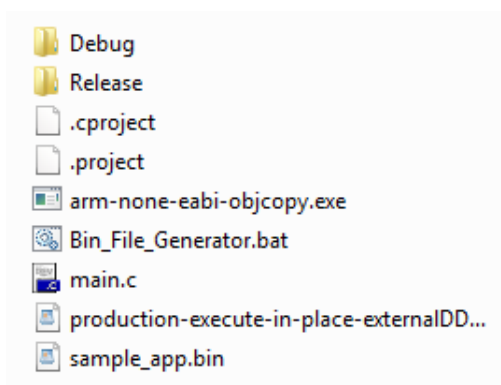 Debug
Release
.cproject
.project
arm-none-eabi-objcopy.exe
Bin_File_Generator.bat
main.c
production-execute-in-place-externalDD...
sample_app.bin